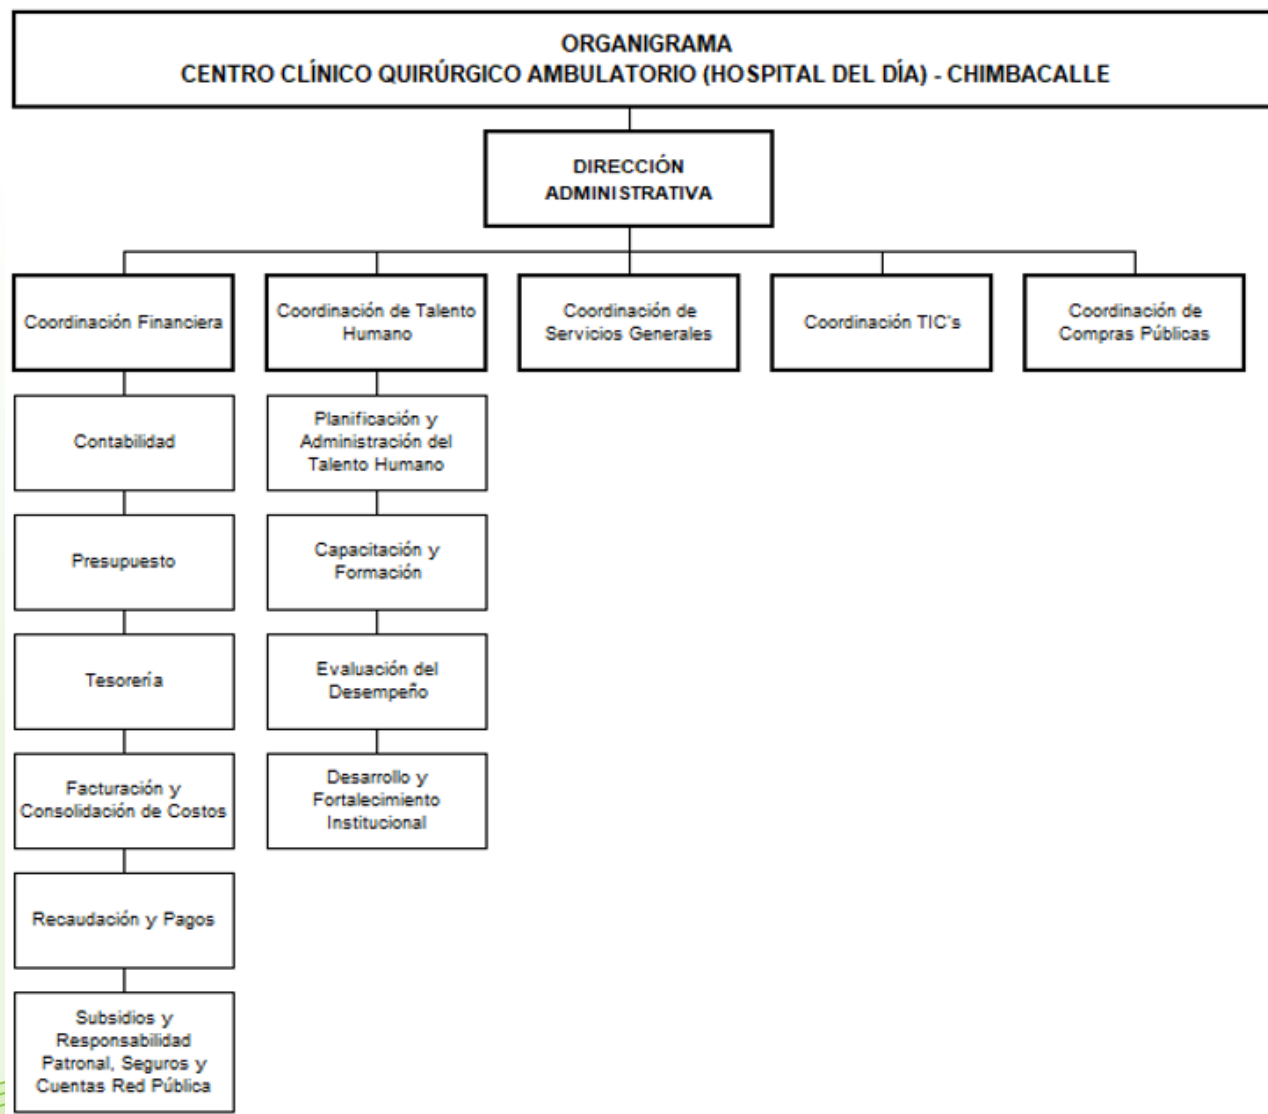 ORGANIGRAMA
CENTRO CLÍNICO QUIRÚRGICO AMBULATORIO (HOSPITAL DEL DÍA) - CHIMBACALLE
DIRECCIÓN
ADMINISTRATIVA
Coordinación Financiera
Coordinación de Talento
Humano
Coordinación de
Servicios Generales
Coordinación TIC's
Coordinación de
Compras Públicas
Contabilidad
Presupuesto
Tesorería
Facturación y
Consolidación de Costos
Recaudación y Pagos
Subsidios y
Responsabilidad
Patronal, Seguros y
Cuentas Red Pública
Planificación y
Administración del
Talento Humano
Capacitación y
Formación
Evaluación del
Desempeño
Desarrollo y
Fortalecimiento
Institucional